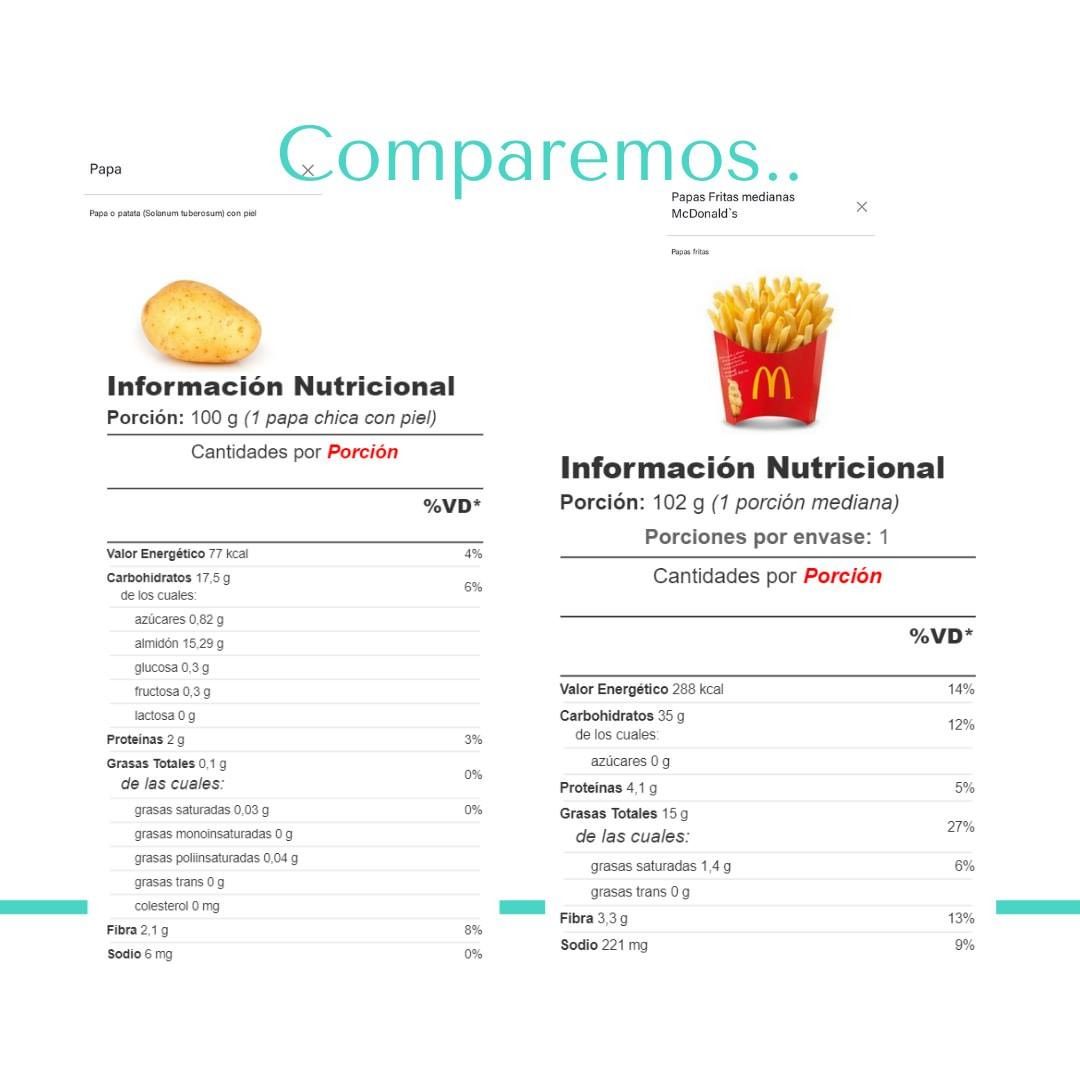 Comparemos..
Papa
Papa o patata (Solanum tuberosum) con piel
Información Nutricional
Porción: 100 g (1 papa chica con piel)
Cantidades por Porción
%VD*
Valor Energético 77 kcal 4%
Carbohidratos 17,5 g 6%
de los cuales:
azúcares 0,82 g
almidón 15,29 g
glucosa 0,3 g
fructosa 0,3 g
lactosa 0 g
Proteínas 2 g 3%
Grasas Totales 0,1 g 0%
de las cuales:
grasas saturadas 0,03 g 0%
grasas monoinsaturadas 0 g
grasas poliinsaturadas 0,04 g
grasas trans 0 g
colesterol 0 mg
Fibra 2,1 g 8%
Sodio 6 mg 0%
Papas Fritas medianas
McDonald`s
Papas fritas
Información Nutricional
Porción: 102 g (1 porción mediana)
Porciones por envase: 1
Cantidades por Porción
%VD*
Valor Energético 288 kcal 14%
Carbohidratos 35 g 12%
de los cuales:
azúcares 0 g
Proteínas 4,1 g 5%
Grasas Totales 15 g 27%
de las cuales:
grasas saturadas 1,4 g 6%
grasas trans 0 g
Fibra 3,3 g 13%
Sodio 221 mg 9%